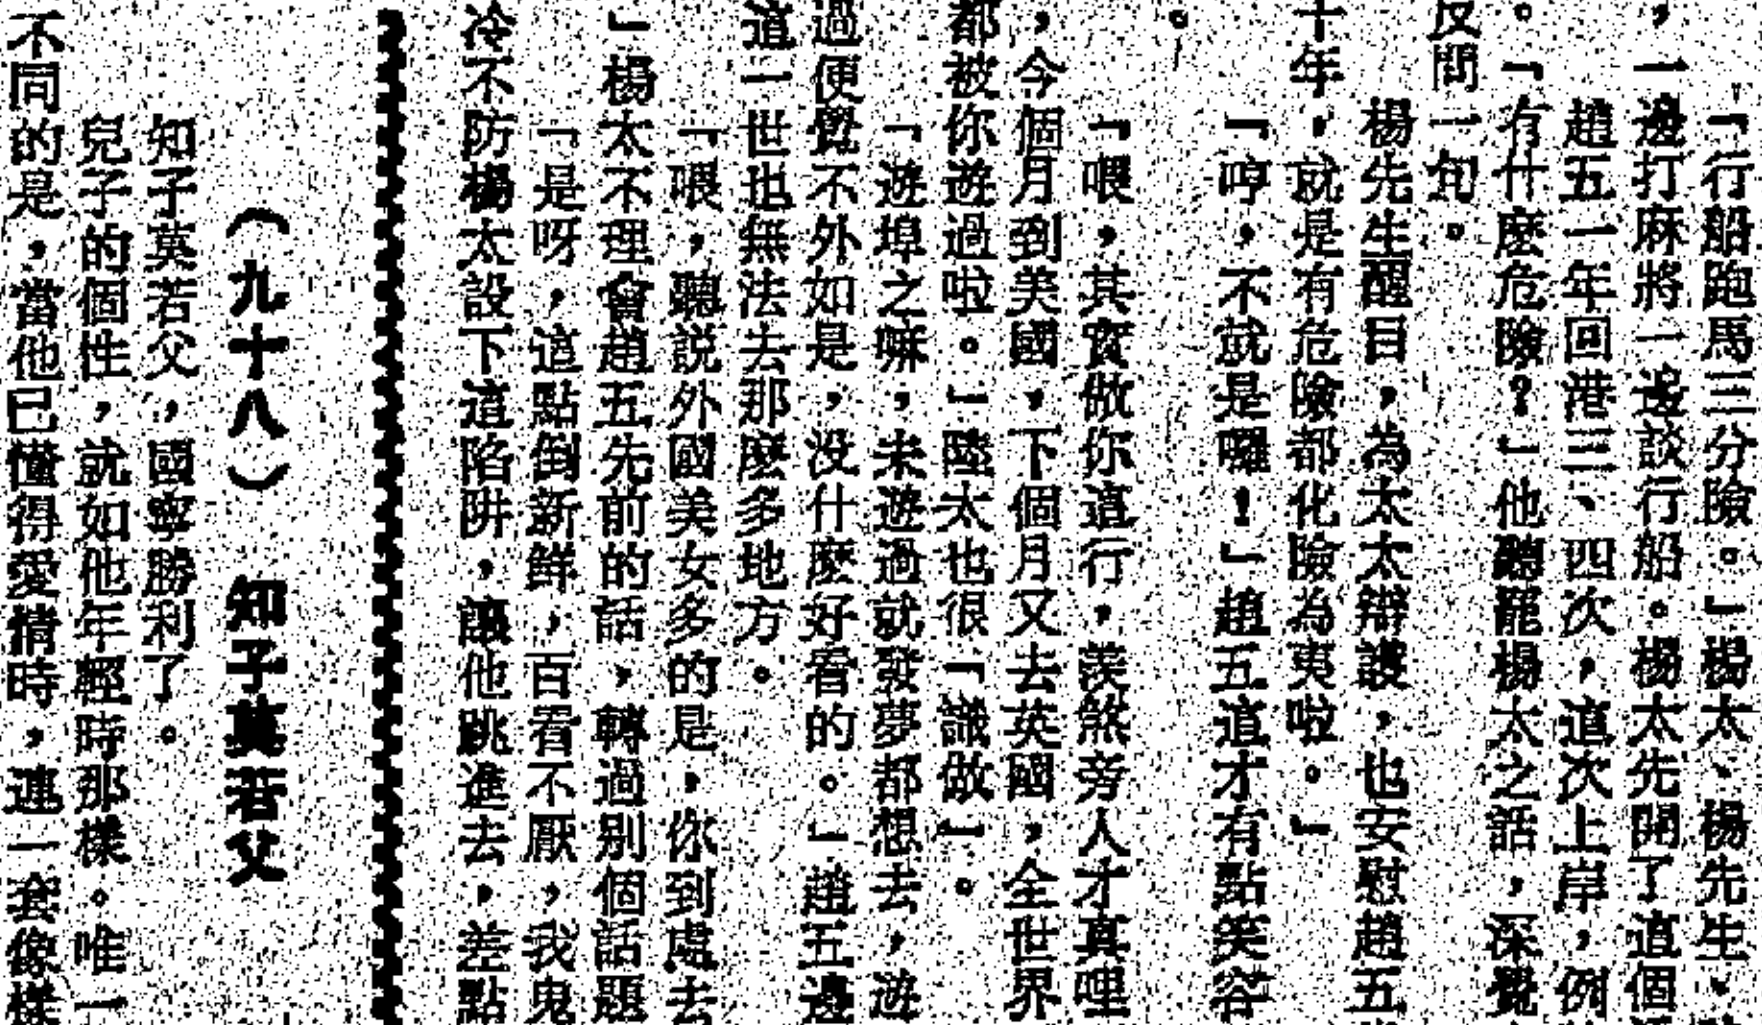 「行船跑馬三分險。」楊太、楊先生、
，一邊打麻將一邊談行船。楊太先開了這個
趙五一年回港三、四次，這次上岸，例
。「有什麼危險？」他聽罷楊太之話，深覺
反問一句。
楊先生醒目，為太太辯護，也安慰趙五
十年，就是有危險都化險為夷啦。」
「哼，不就是囉！」趙五這才有點笑容
。
「喂，其實做你這行，羨煞旁人才真哩
，今個月到美國，下個月又去英國，全世界
都被你遊過啦。」陸太也很「識做」。
「遊埠之嘛，未遊過就發夢都想去，遊
過便覺不外如是，沒什麼好看的。」趙五邊
這一世也無法去那麼多地方。
「喂，聽説外國美女多的是，你到處去
」楊太不理會趙五先前的話，轉過別個話題
「是呀，這點倒新鮮，百看不厭，我鬼
冷不防楊太設下這陷阱，讓他跳進去，差點
（九十八）　知子莫若父
知子莫若父，國寧勝利了。
兒子的個性，就如他年輕時那樣。唯一
不同的是，當他已懂得愛情時，連一套像樣